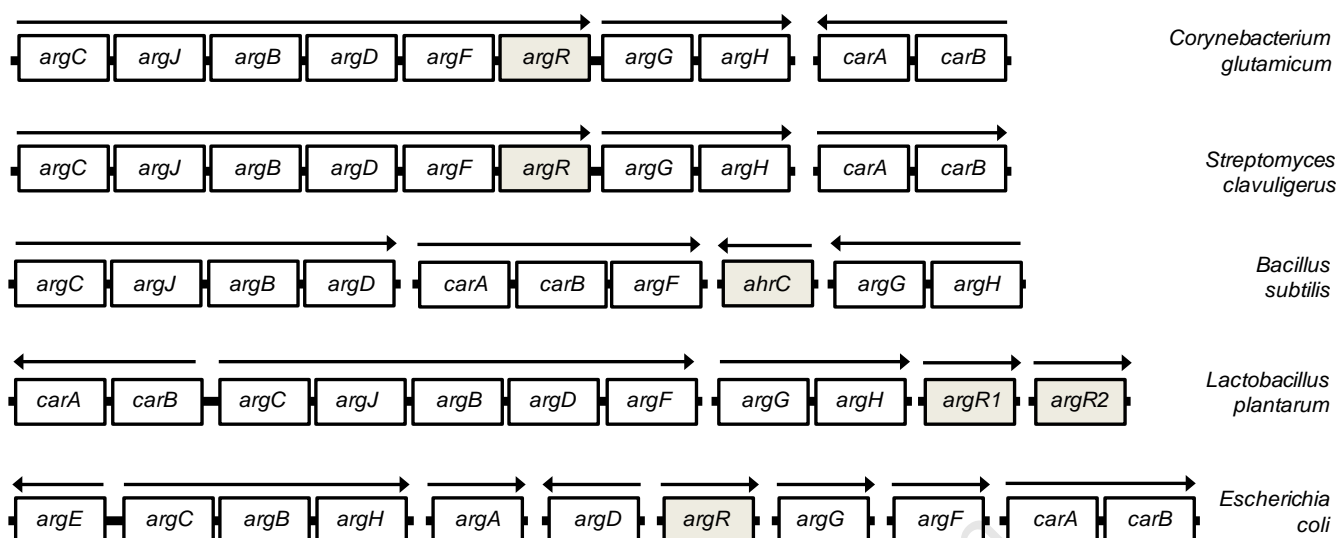 argC argJ argB argD argF argR argG argH carA carB
Corynebacterium
glutamicum
argC argJ argB argD argF argR argG argH carA carB
Streptomyces
clavuligerus
argC argJ argB argD carA carB argF ahrC argG argH
Bacillus
subtilis
carA carB argC argJ argB argD argF argG argH argR1 argR2
Lactobacillus
plantarum
argE argC argB argH argA argD argR argG argF carA carB
Escherichia
coli